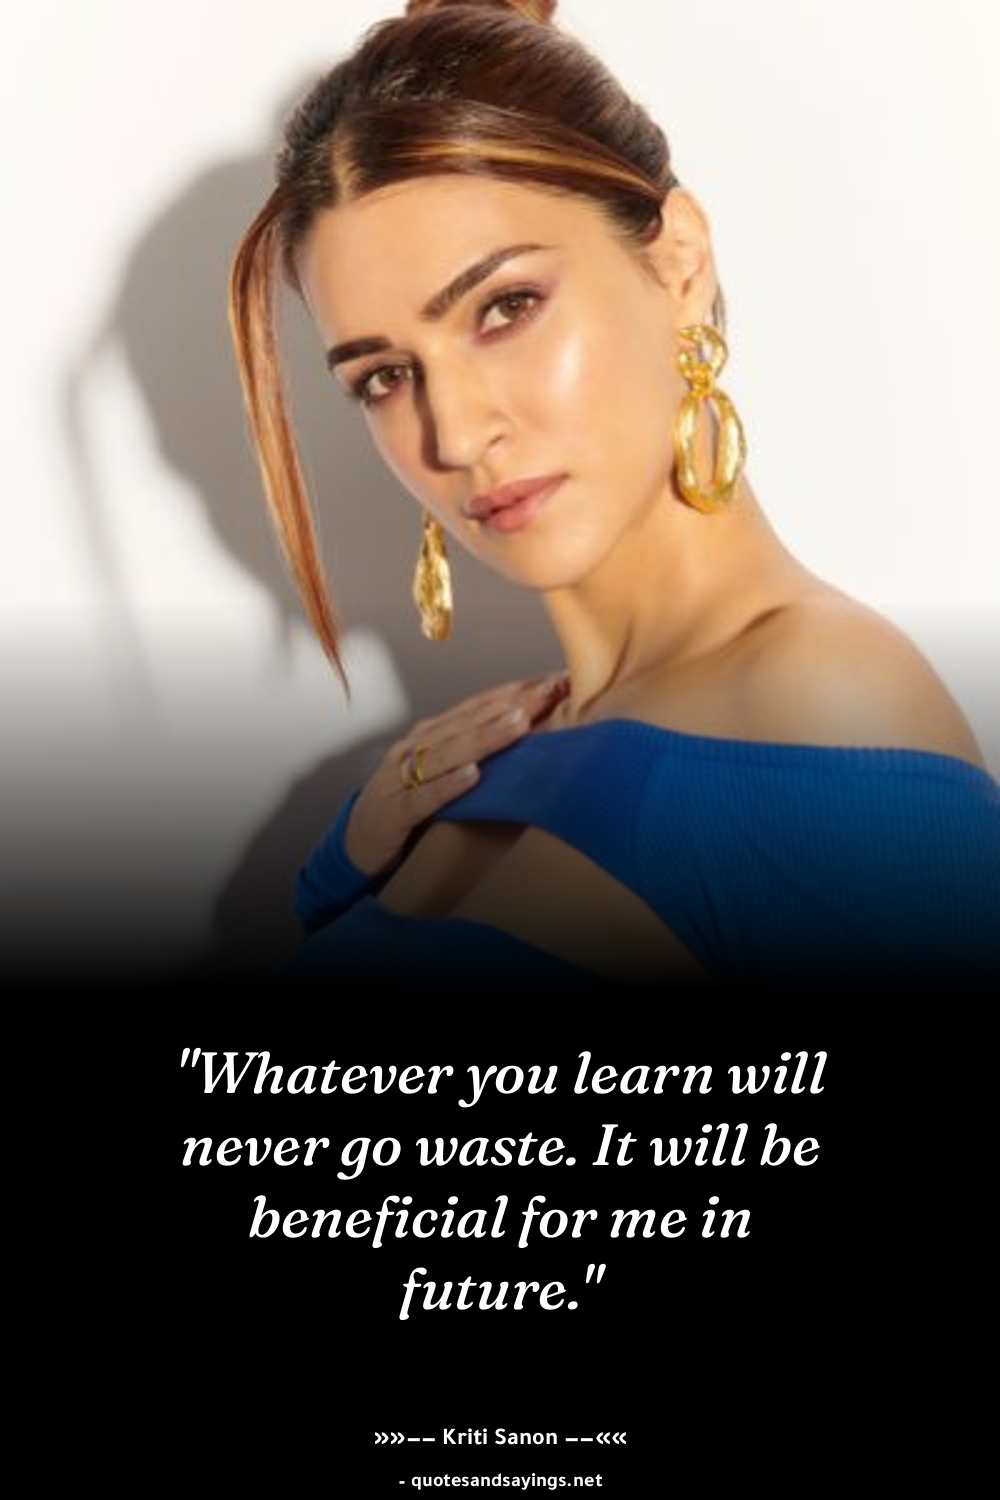 "Whatever you learn will
never go waste. It will be
beneficial for me in
future."
»»−− Kriti Sanon −−««
- quotesandsayings.net